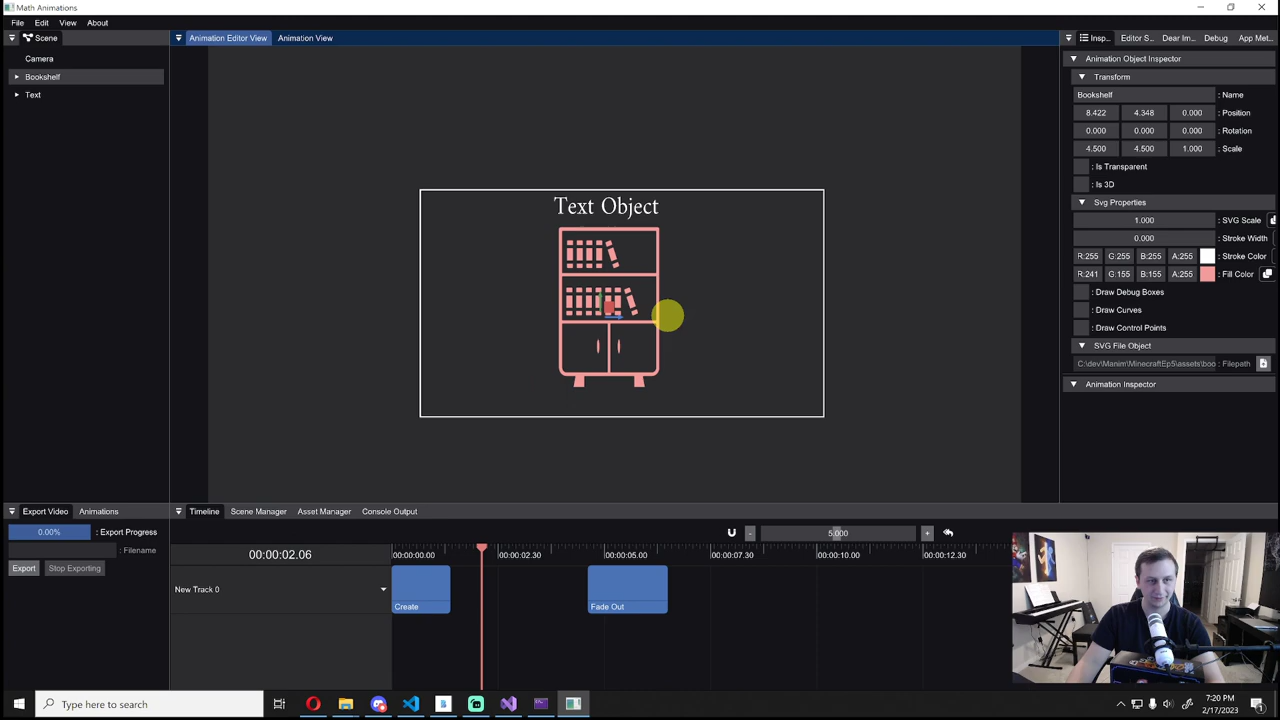 Math Animations
File Edit View About
Scene
Camera
Bookshelf
Text
Animation Editor View Animation View
Text Object
Insp... Editor S... Dear Im... Debug App Met...
Animation Object Inspector
Transform
Bookshelf : Name
8.422 4.348 0.000 : Position
0.000 0.000 0.000 : Rotation
4.500 4.500 1.000 : Scale
: Is Transparent
: Is 3D
Svg Properties
1.000 : SVG Scale
0.000 : Stroke Width
R:255 G:255 B:255 A:255 : Stroke Color
R:241 G:155 B:155 A:255 : Fill Color
: Draw Debug Boxes
: Draw Curves
: Draw Control Points
SVG File Object
C:\dev\Manim\MinecraftEp5\assets\boo : Filepath
Animation Inspector
Export Video Animations
0.00% : Export Progress
: Filename
Export Stop Exporting
Timeline Scene Manager Asset Manager Console Output
- 5.000 +
00:00:02.06
00:00:00.00 00:00:02.30 00:00:05.00 00:00:07.30 00:00:10.00 00:00:12.30
New Track 0
Create
Fade Out
Type here to search
7:20 PM
2/17/2023
1